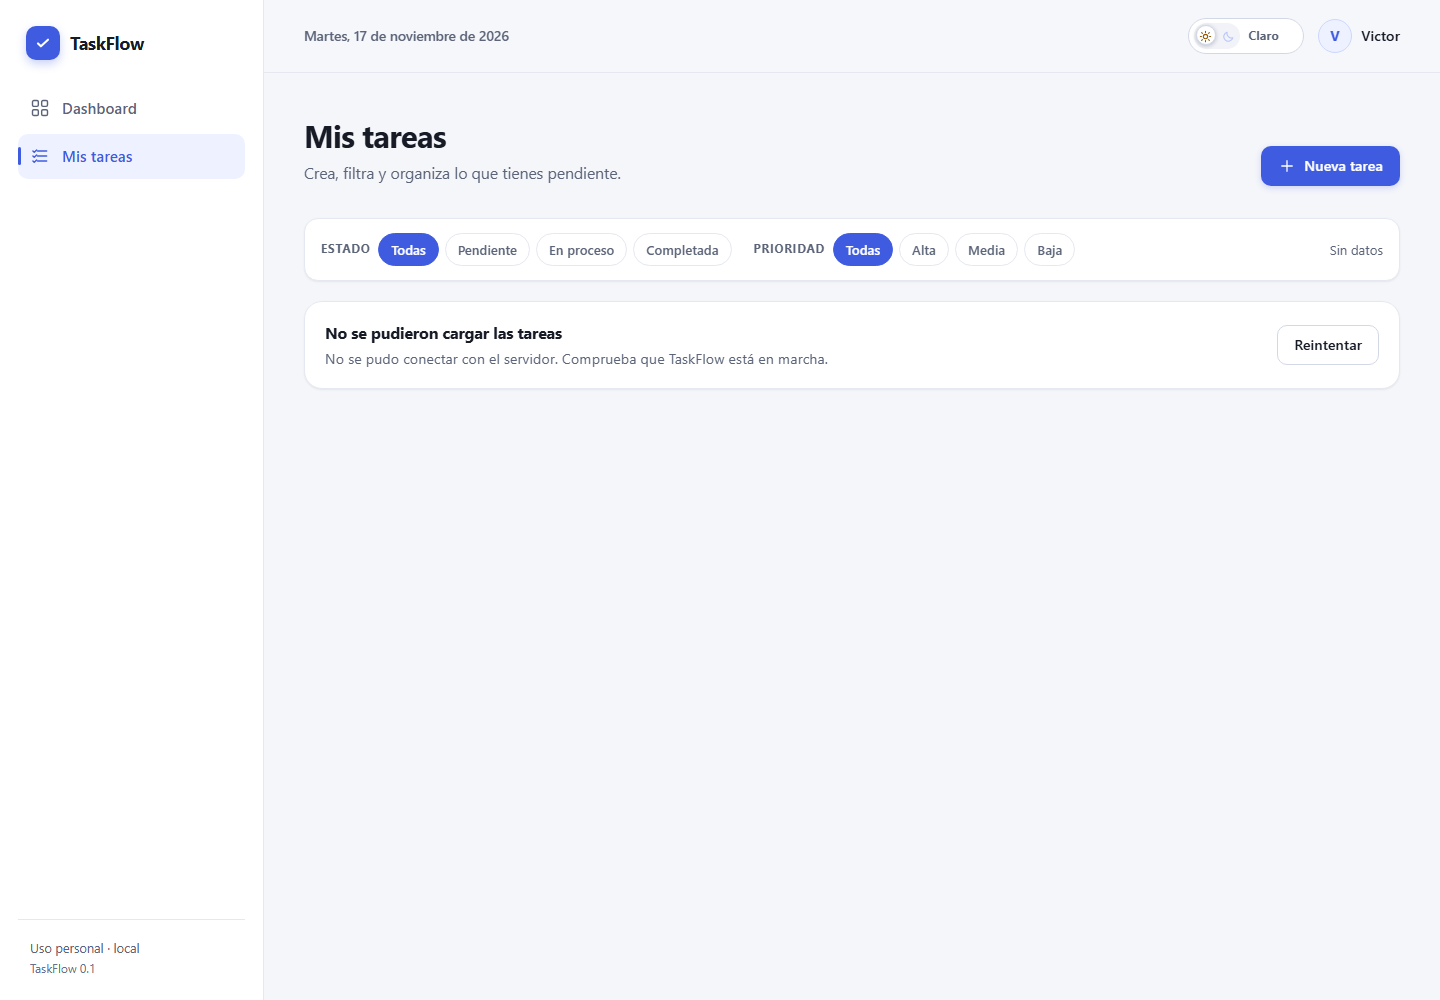 TaskFlow
Dashboard
Mis tareas
Uso personal · local
TaskFlow 0.1
Martes, 17 de noviembre de 2026
Claro
V
Victor
Mis tareas
Crea, filtra y organiza lo que tienes pendiente.
Nueva tarea
ESTADO Todas Pendiente En proceso Completada PRIORIDAD Todas Alta Media Baja Sin datos
No se pudieron cargar las tareas
No se pudo conectar con el servidor. Comprueba que TaskFlow está en marcha.
Reintentar